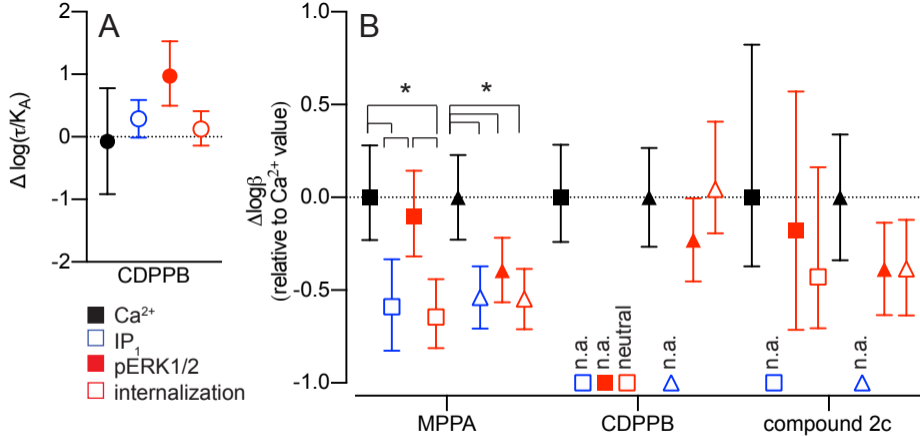 A
2
1
0
-1
-2
Δ log(τ/K_A)
CDPPB
Ca²⁺
IP₁
pERK1/2
internalization
B
1.0
0.5
0.0
-0.5
-1.0
Δlogβ
(relative to Ca²⁺ value)
*
*
n.a.
n.a.
neutral
n.a.
n.a.
n.a.
MPPA
CDPPB
compound 2c